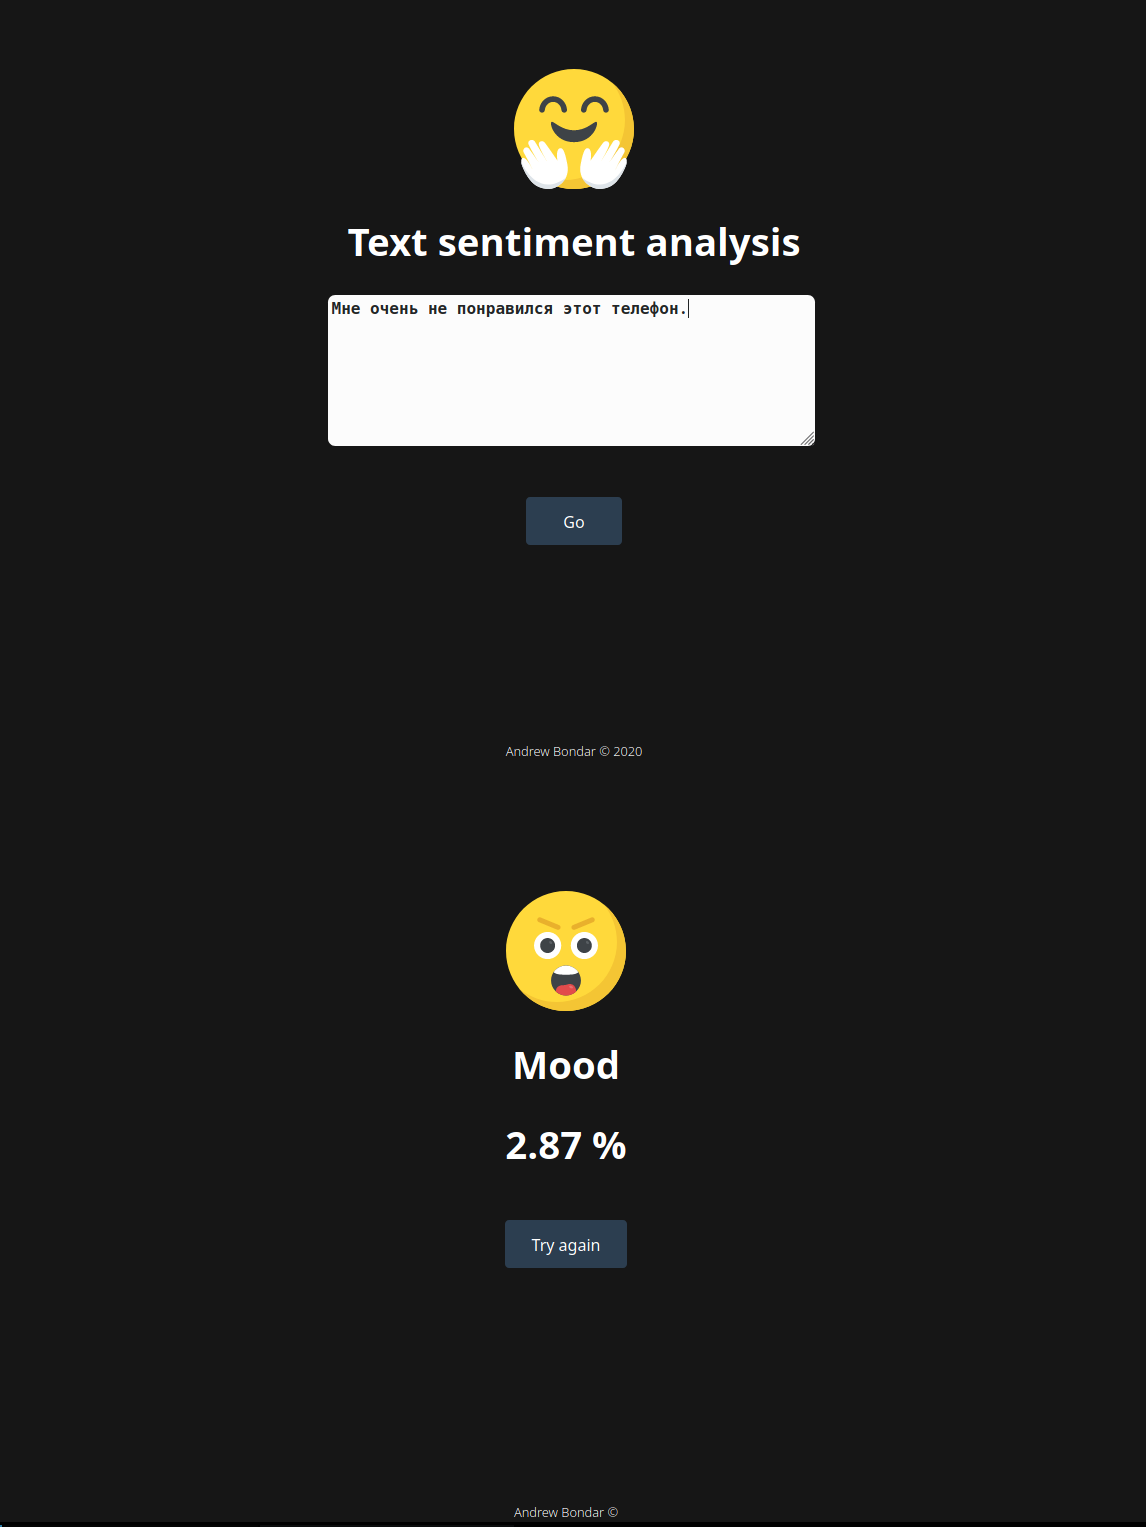 Text sentiment analysis
Мне очень не понравился этот телефон.
Go
Andrew Bondar © 2020
Mood
2.87 %
Try again
Andrew Bondar ©